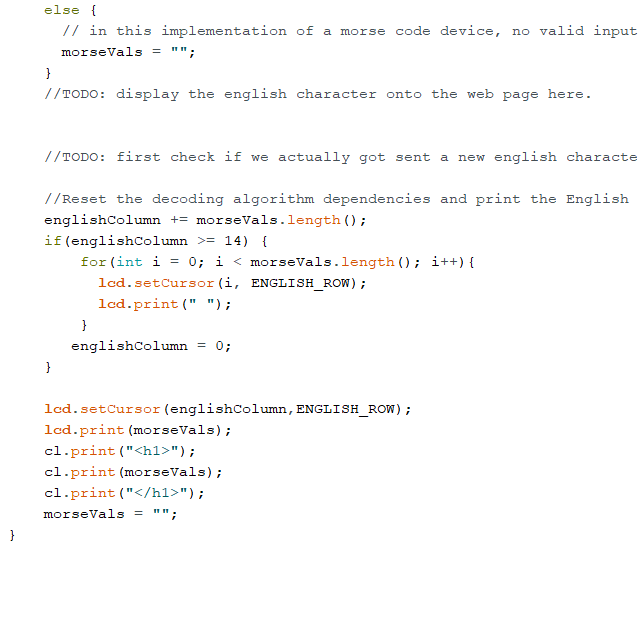 else {
// in this implementation of a morse code device, no valid input
morseVals = "";
}
//TODO: display the english character onto the web page here.
//TODO: first check if we actually got sent a new english characte
//Reset the decoding algorithm dependencies and print the English
englishColumn += morseVals.length();
if(englishColumn >= 14) {
for(int i = 0; i < morseVals.length(); i++){
lcd.setCursor(i, ENGLISH_ROW);
lcd.print(" ");
}
englishColumn = 0;
}
lcd.setCursor(englishColumn,ENGLISH_ROW);
lcd.print(morseVals);
cl.print("<h1>");
cl.print(morseVals);
cl.print("</h1>");
morseVals = "";
}